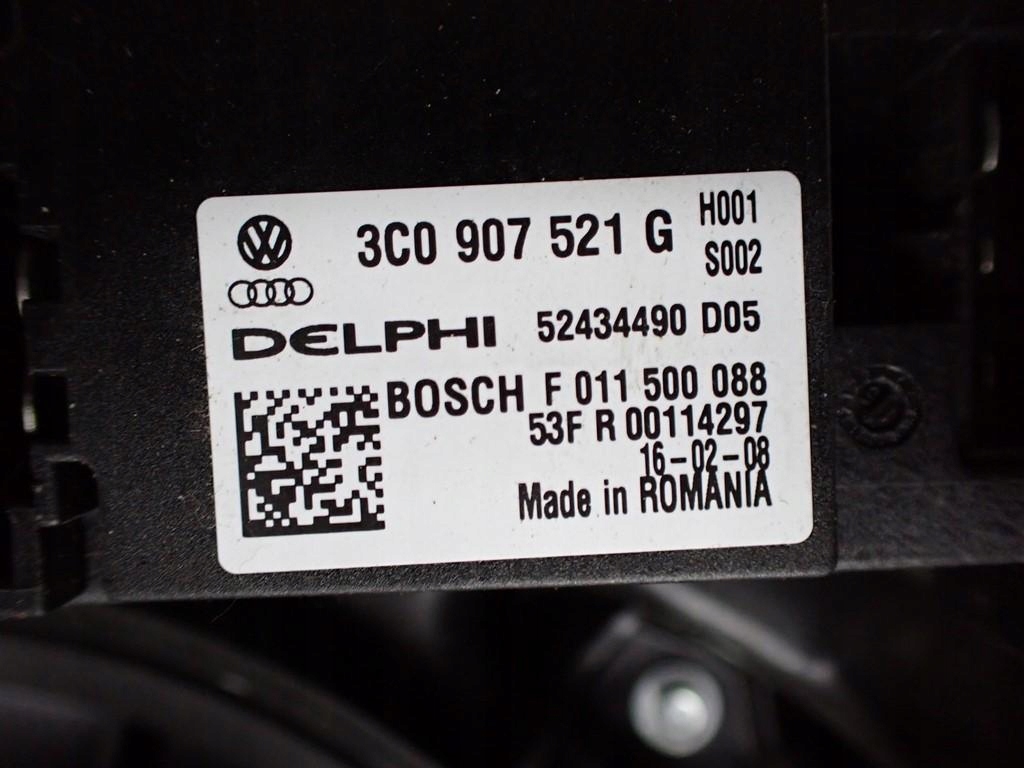 3C0 907 521 G H001
S002
DELPHI 52434490 D05
BOSCH F 011 500 088
53F R 00114297
16-02-08
Made in ROMANIA